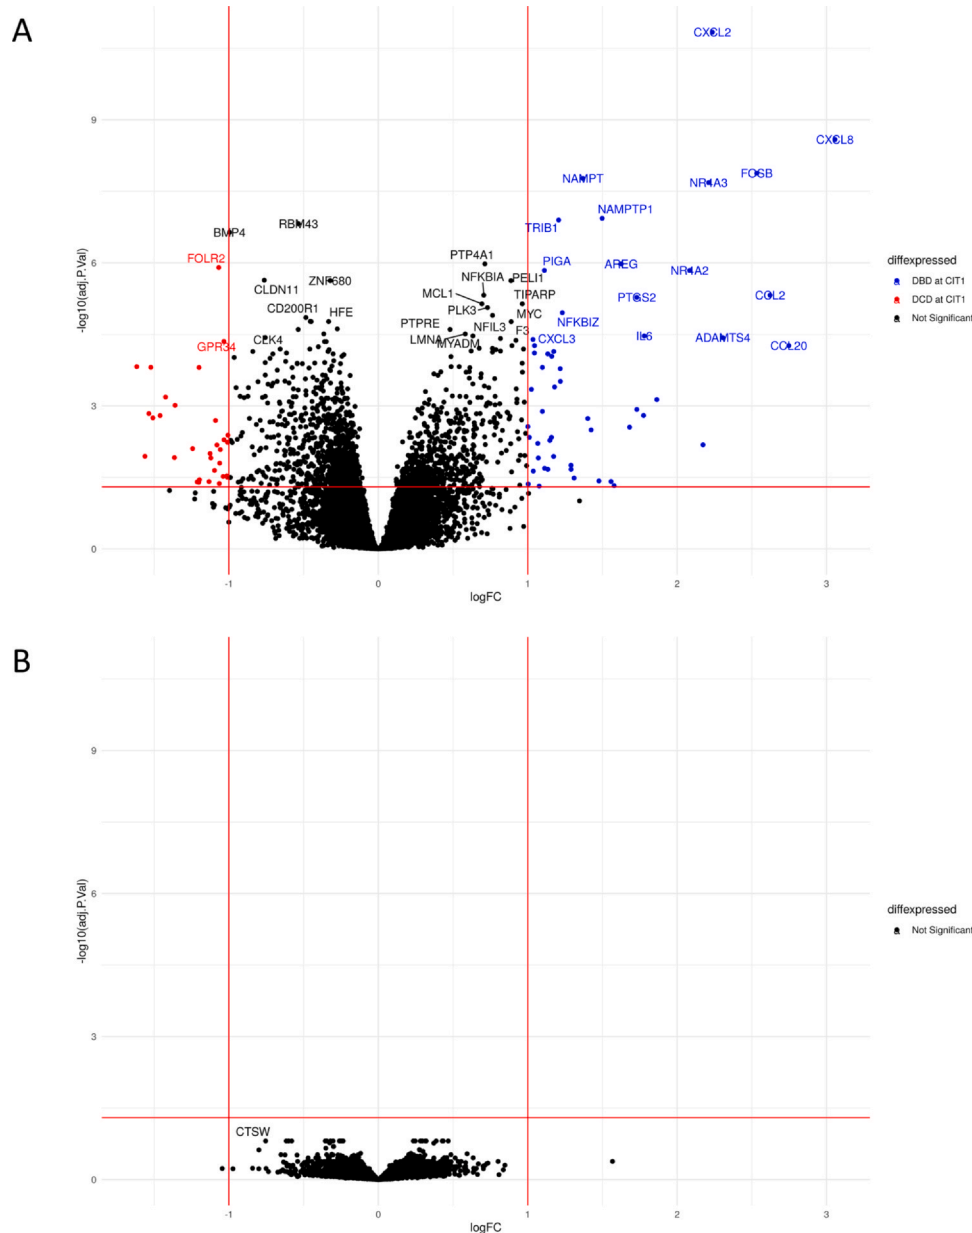 A
CXCL2
9
CXCL8
NAMPT
FOSB
NR4A3
NAMPTP1
TRIB1
RBM43
BMP4
FOLR2
PTP4A1
PIGA
AREG
NR4A2
6
CLDN11
ZNF680
NFKBIA
PELI1
MCL1
TIPARP
PTGS2
CCL2
CD200R1
HFE
PLK3
MYC
NFKBIZ
PTPRE
NFIL3
F3
GPR34
CLK4
LMNA
MYADM
CXCL3
IL6
ADAMTS4
CCL20
3
0
-log10(adj.P.Val)
-1
0
1
2
3
logFC
diffexpressed
DBD at CIT1
DCD at CIT1
Not Significant
B
9
6
3
CTSW
0
-log10(adj.P.Val)
-1
0
1
2
3
logFC
diffexpressed
Not Significant